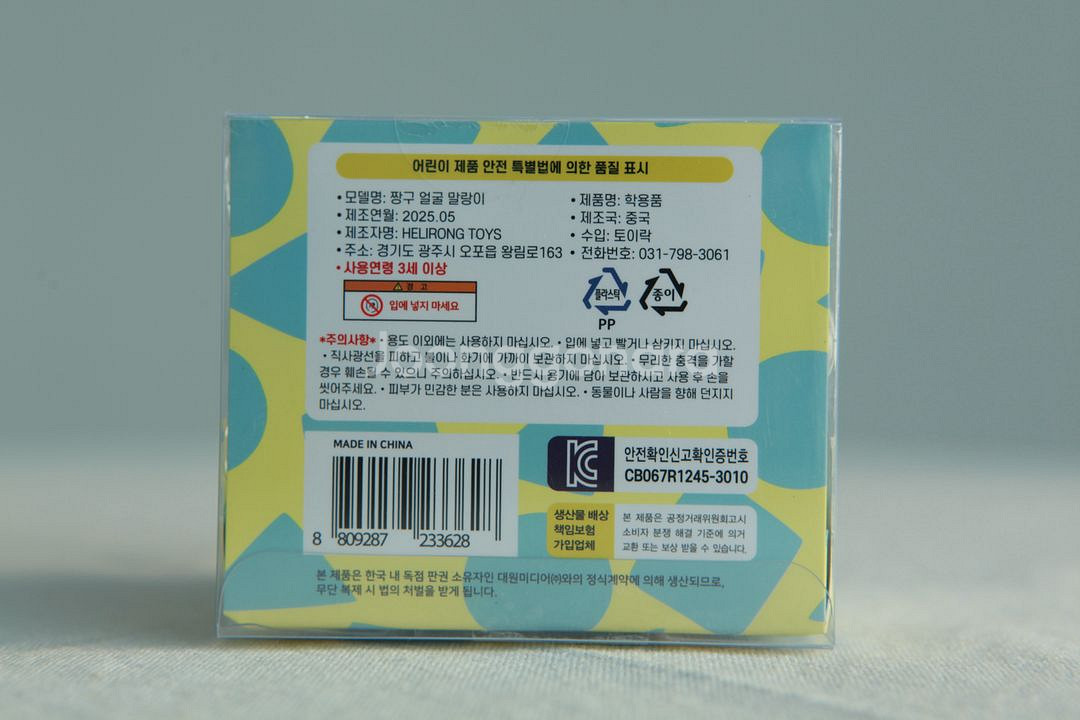 어린이 제품 안전 특별법에 의한 품질 표시
• 모델명: 짱구 얼굴 말랑이
• 제조연월: 2025.05
• 제조자명: HELIRONG TOYS
• 주소: 경기도 광주시 오포읍 왕림로163
• 사용연령 3세 이상
• 제품명: 학용품
• 제조국: 중국
• 수입: 토이락
• 전화번호: 031-798-3061
경 고
입에 넣지 마세요
플라스틱
PP
종이
*주의사항* • 용도 이외에는 사용하지 마십시오. • 입에 넣고 빨거나 삼키지 마십시오.
• 직사광선을 피하고 불이나 화기에 가까이 보관하지 마십시오. • 무리한 충격을 가할
경우 훼손될 수 있으니 주의하십시오. • 반드시 용기에 담아 보관하시고 사용 후 손을
씻어주세요. • 피부가 민감한 분은 사용하지 마십시오. • 동물이나 사람을 향해 던지지
마십시오.
MADE IN CHINA
8 809287 233628
안전확인신고확인증번호
CB067R1245-3010
생산물 배상
책임보험
가입업체
본 제품은 공정거래위원회고시
소비자 분쟁 해결 기준에 의거
교환 또는 보상 받을 수 있습니다.
본 제품은 한국 내 독점 판권 소유자인 대원미디어㈜와의 정식계약에 의해 생산되므로,
무단 복제 시 법의 처벌을 받게 됩니다.